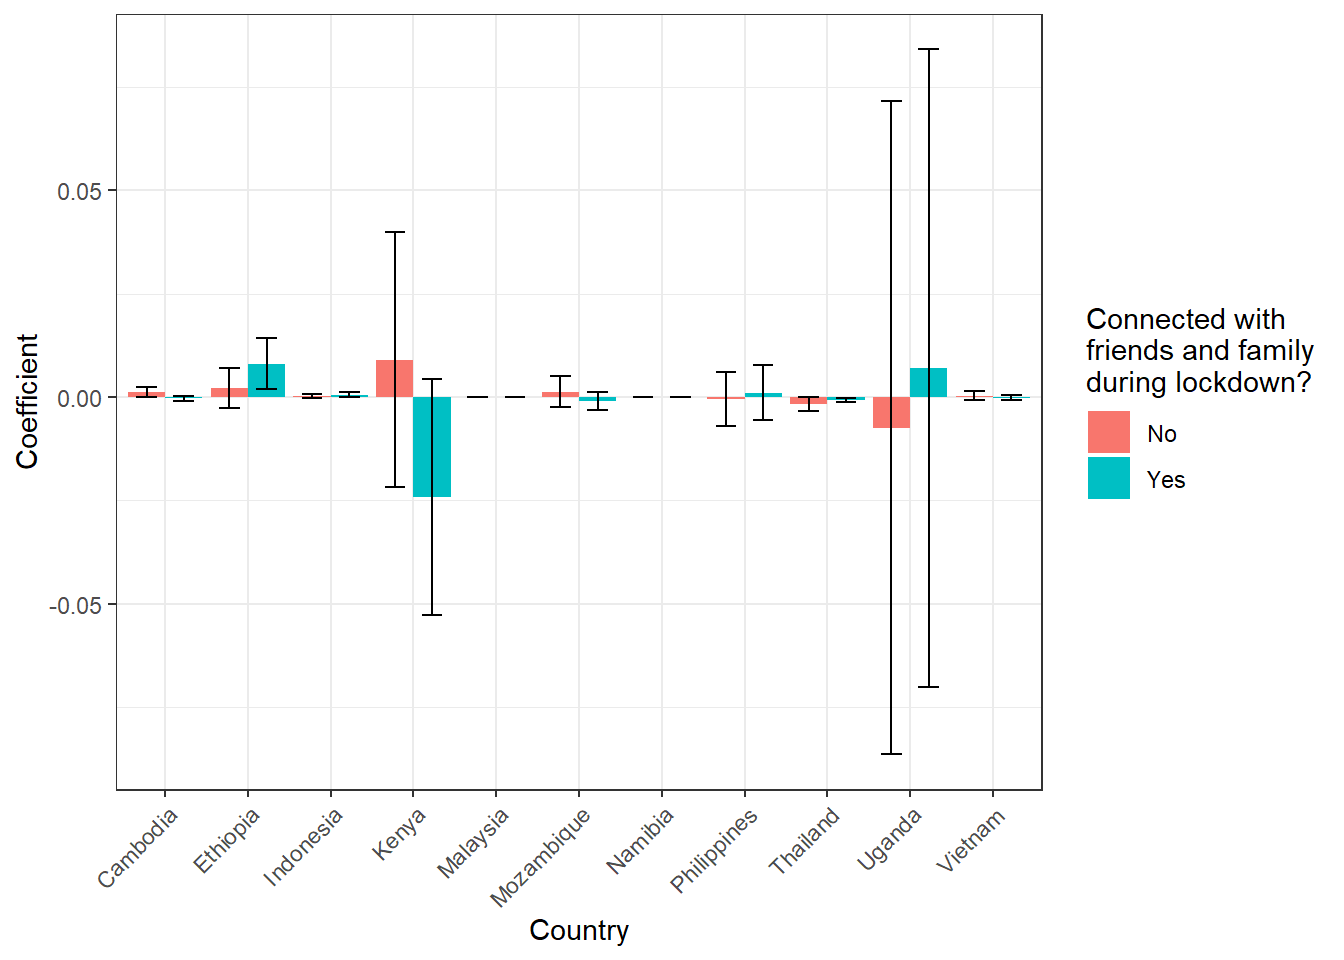 0.05
0.00
-0.05
Coefficient
Cambodia
Ethiopia
Indonesia
Kenya
Malaysia
Mozambique
Namibia
Philippines
Thailand
Uganda
Vietnam
Country
Connected with
friends and family
during lockdown?
No
Yes